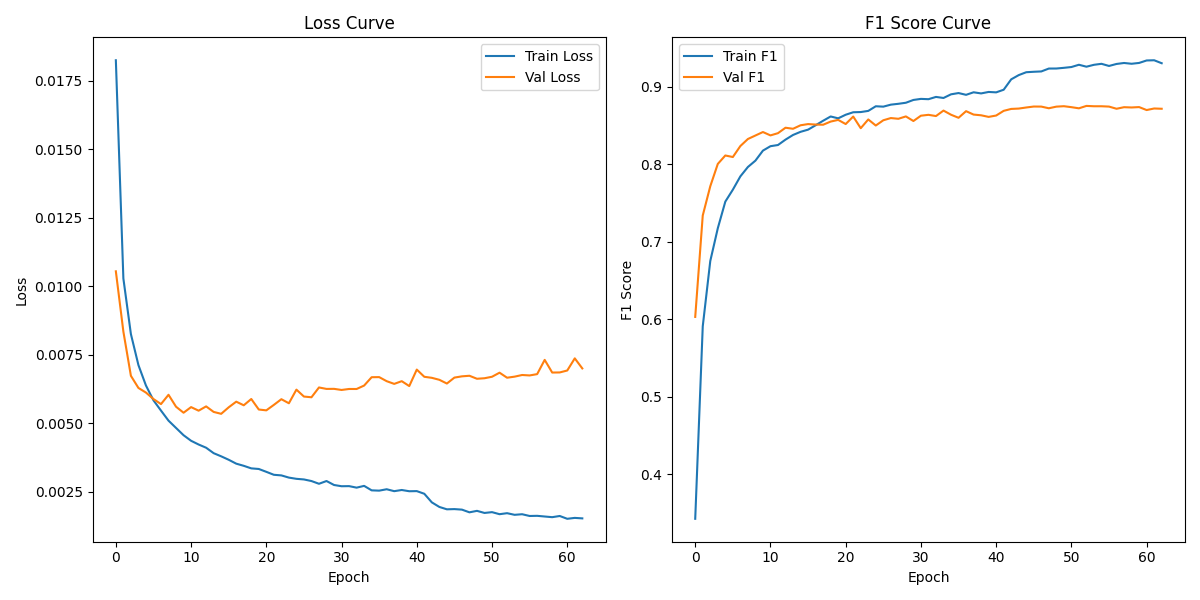 Loss Curve
Train Loss
Val Loss
0.0175
0.0150
0.0125
0.0100
0.0075
0.0050
0.0025
Loss
0 10 20 30 40 50 60
Epoch
F1 Score Curve
Train F1
Val F1
0.9
0.8
0.7
0.6
0.5
0.4
F1 Score
0 10 20 30 40 50 60
Epoch